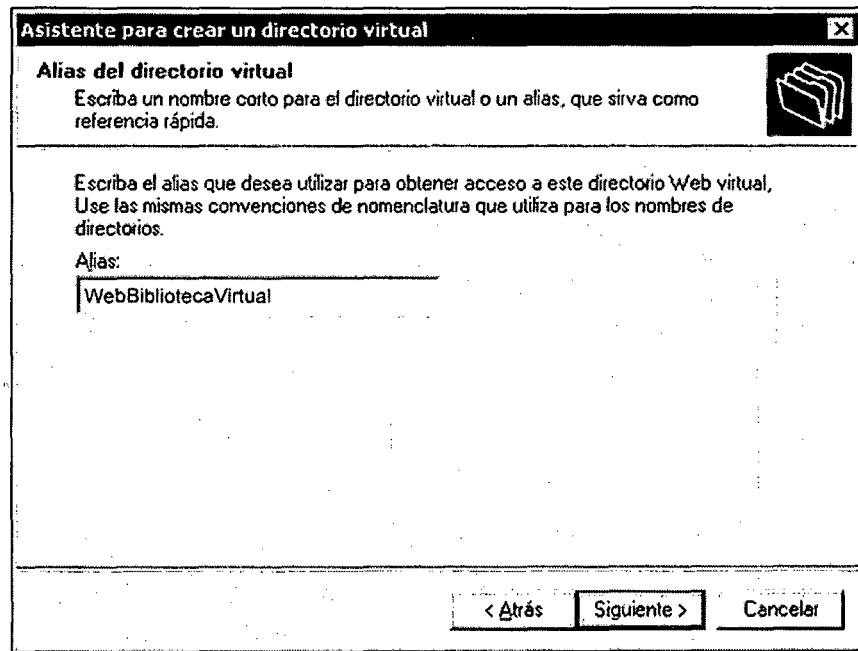 Asistente para crear un directorio virtual
Alias del directorio virtual
Escriba un nombre corto para el directorio virtual o un alias, que sirva como
referencia rápida.
Escriba el alias que desea utilizar para obtener acceso a este directorio Web virtual,
Use las mismas convenciones de nomenclatura que utiliza para los nombres de
directorios.
Alias:
WebBibliotecaVirtual
< Atrás
Siguiente >
Cancelar